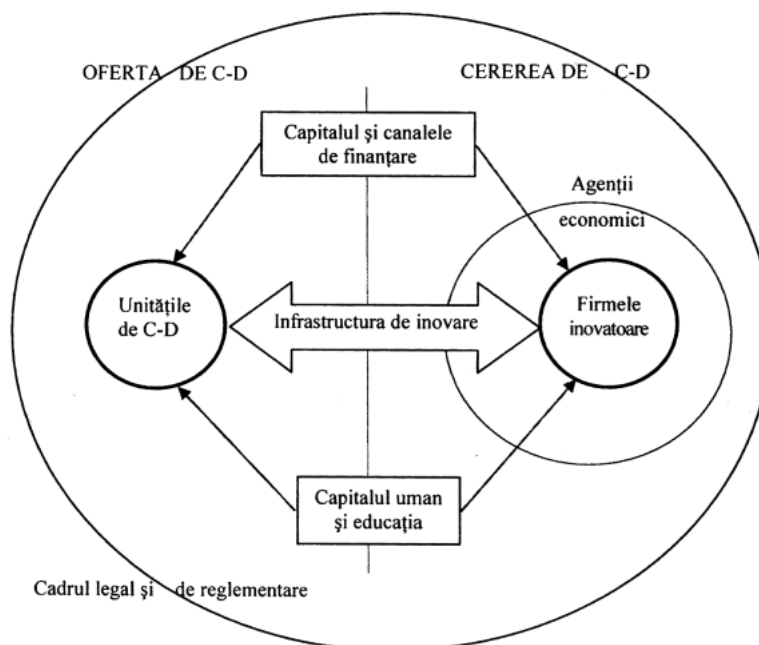 OFERTA DE C-D
CEREREA DE C-D
Capitalul şi canalele
de finanţare
Agenţii
economici
Unităţile
de C-D
Infrastructura de inovare
Firmele
inovatoare
Capitalul uman
şi educaţia
Cadrul legal şi de reglementare